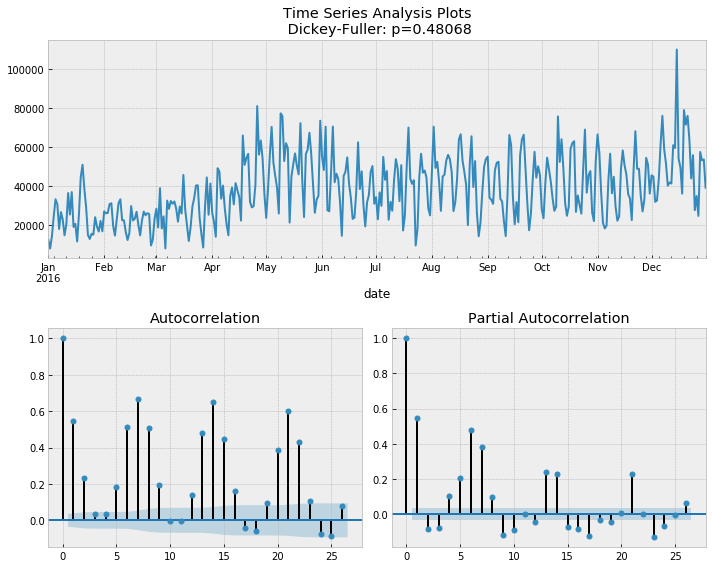 Time Series Analysis Plots
Dickey-Fuller: p=0.48068
100000
80000
60000
40000
20000
Jan Feb Mar Apr May Jun Jul Aug Sep Oct Nov Dec
2016
date
Autocorrelation
1.0
0.8
0.6
0.4
0.2
0.0
0 5 10 15 20 25
Partial Autocorrelation
1.0
0.8
0.6
0.4
0.2
0.0
0 5 10 15 20 25